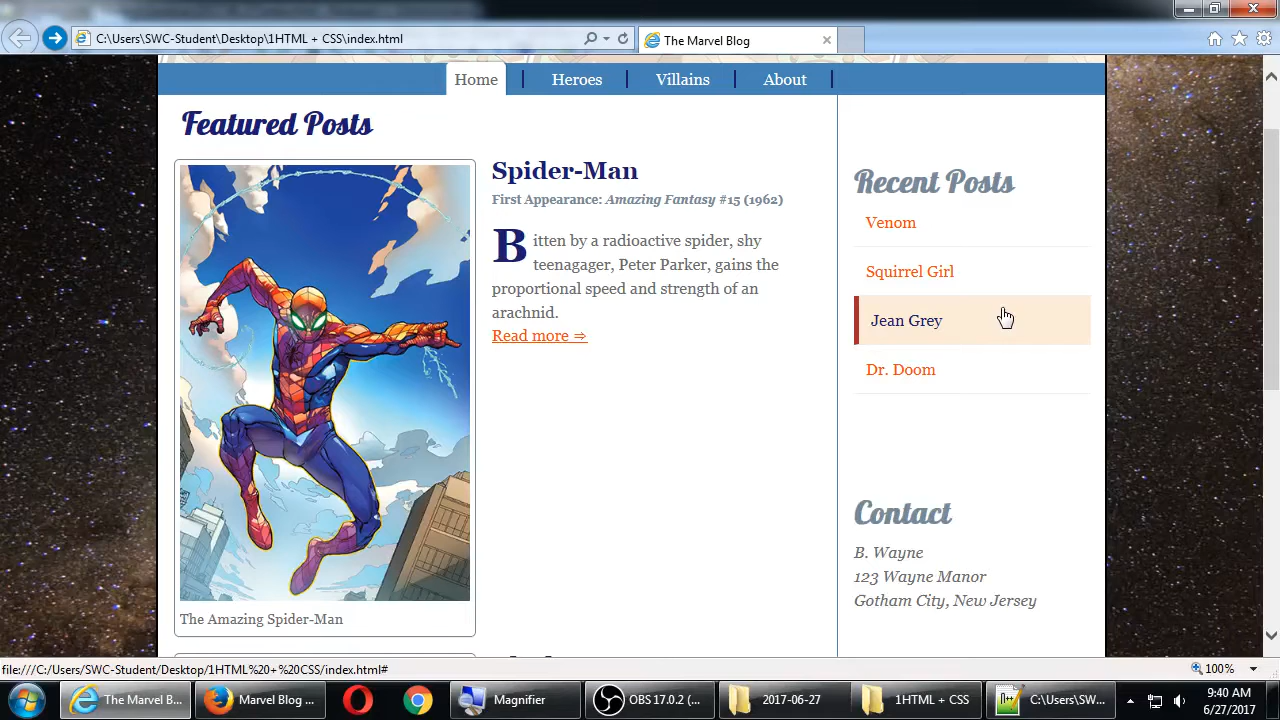 C:\Users\SWC-Student\Desktop\1HTML + CSS\index.html
The Marvel Blog
Home
Heroes
Villains
About
Featured Posts
Spider-Man
First Appearance: Amazing Fantasy #15 (1962)
Bitten by a radioactive spider, shy
teenagager, Peter Parker, gains the
proportional speed and strength of an
arachnid.
Read more ⇒
The Amazing Spider-Man
Recent Posts
Venom
Squirrel Girl
Jean Grey
Dr. Doom
Contact
B. Wayne
123 Wayne Manor
Gotham City, New Jersey
file:///C:/Users/SWC-Student/Desktop/1HTML%20+%20CSS/index.html#
100%
The Marvel B...
Marvel Blog ...
Magnifier
OBS 17.0.2 (...
2017-06-27
1HTML + CSS
C:\Users\SW...
9:40 AM
6/27/2017